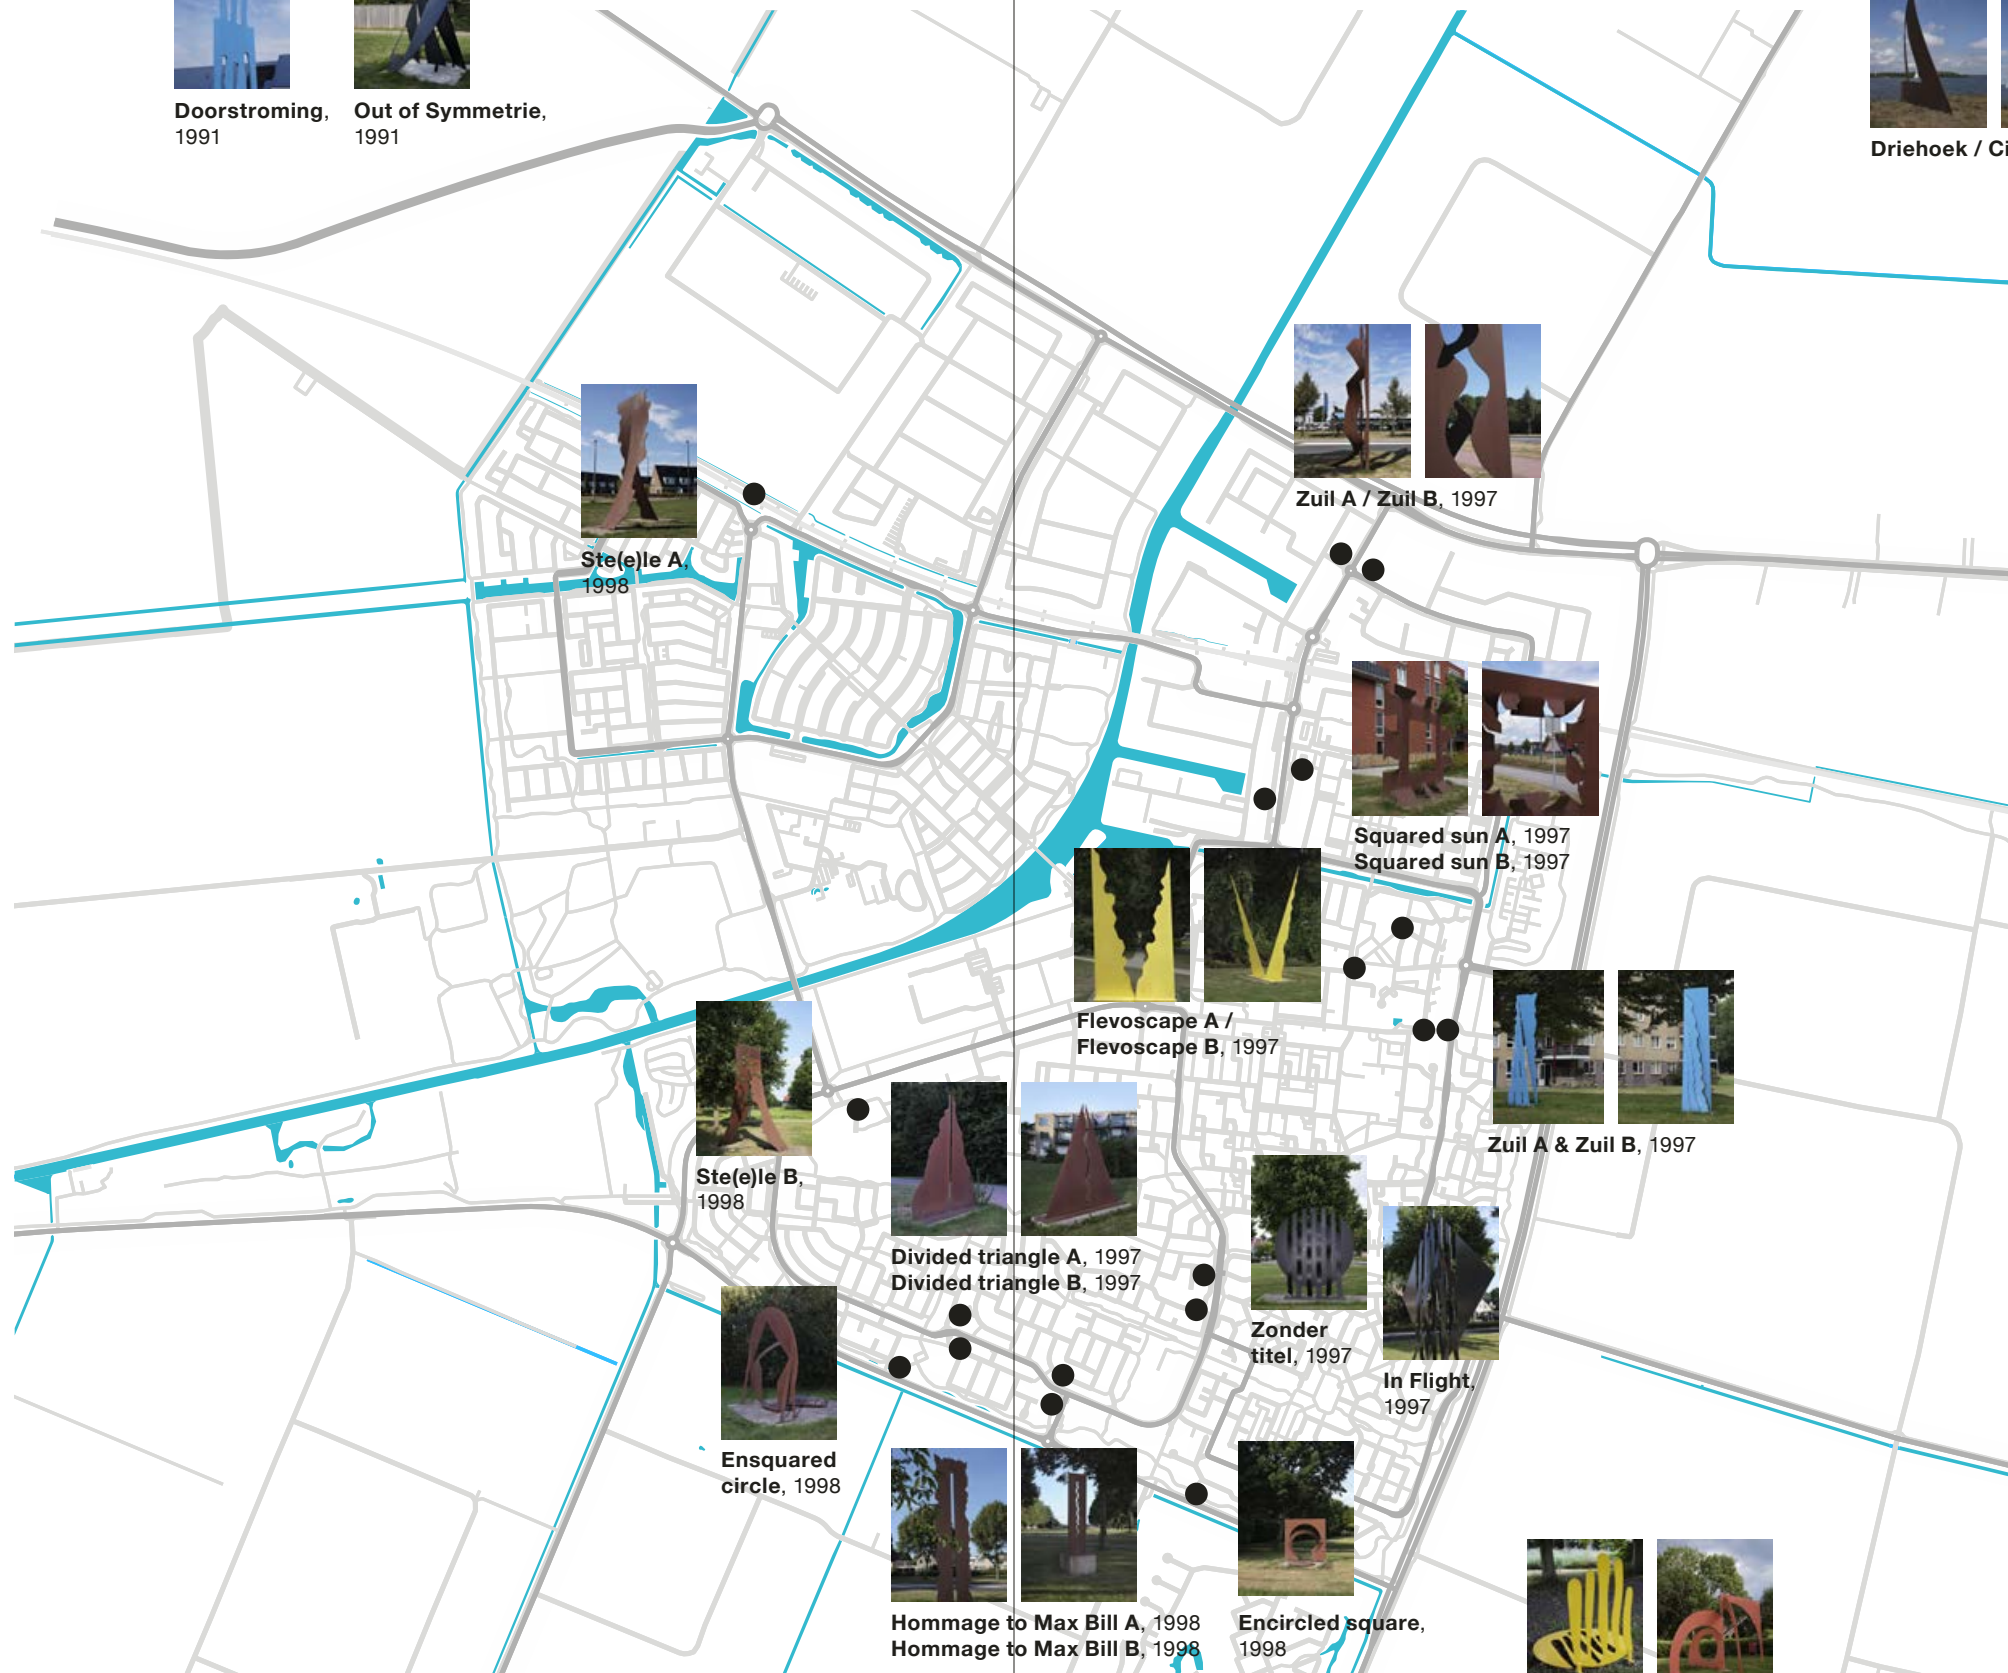 Doorstroming,
1991
Out of Symmetrie,
1991
Driehoek / Ci
Zuil A / Zuil B, 1997
Ste(e)le A,
1998
Squared sun A, 1997
Squared sun B, 1997
Flevoscape A /
Flevoscape B, 1997
Zuil A & Zuil B, 1997
Ste(e)le B,
1998
Divided triangle A, 1997
Divided triangle B, 1997
Zonder
titel, 1997
In Flight,
1997
Ensquared
circle, 1998
Hommage to Max Bill A, 1998
Hommage to Max Bill B, 1998
Encircled square,
1998